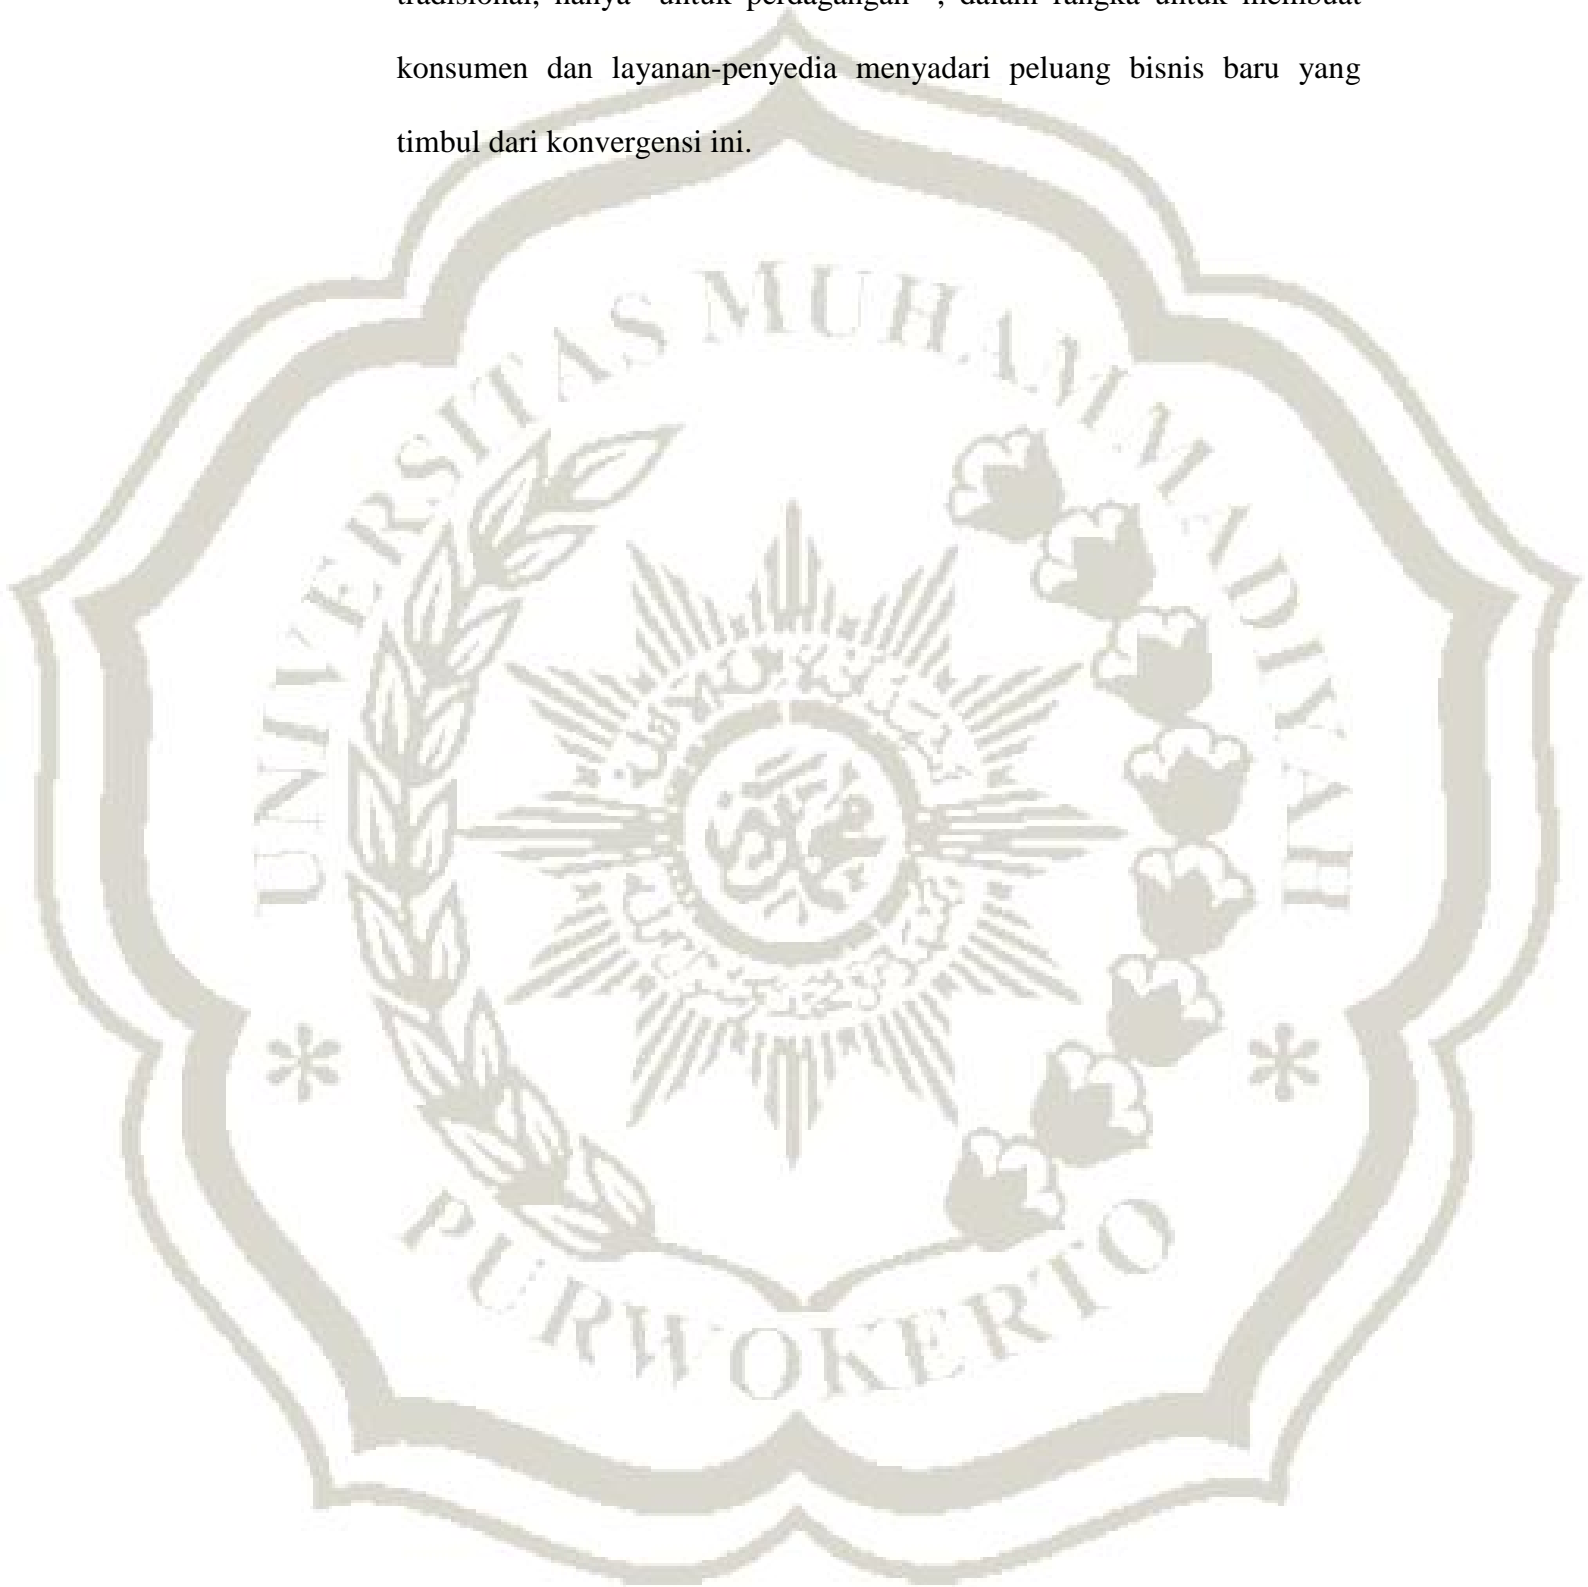 tradisional, hanya "untuk perdagangan", dalam rangka untuk membuat
konsumen dan layanan-penyedia menyadari peluang bisnis baru yang
timbul dari konvergensi ini.
UNIVERSITAS MUHAMMADIYAH
PURWOKERTO